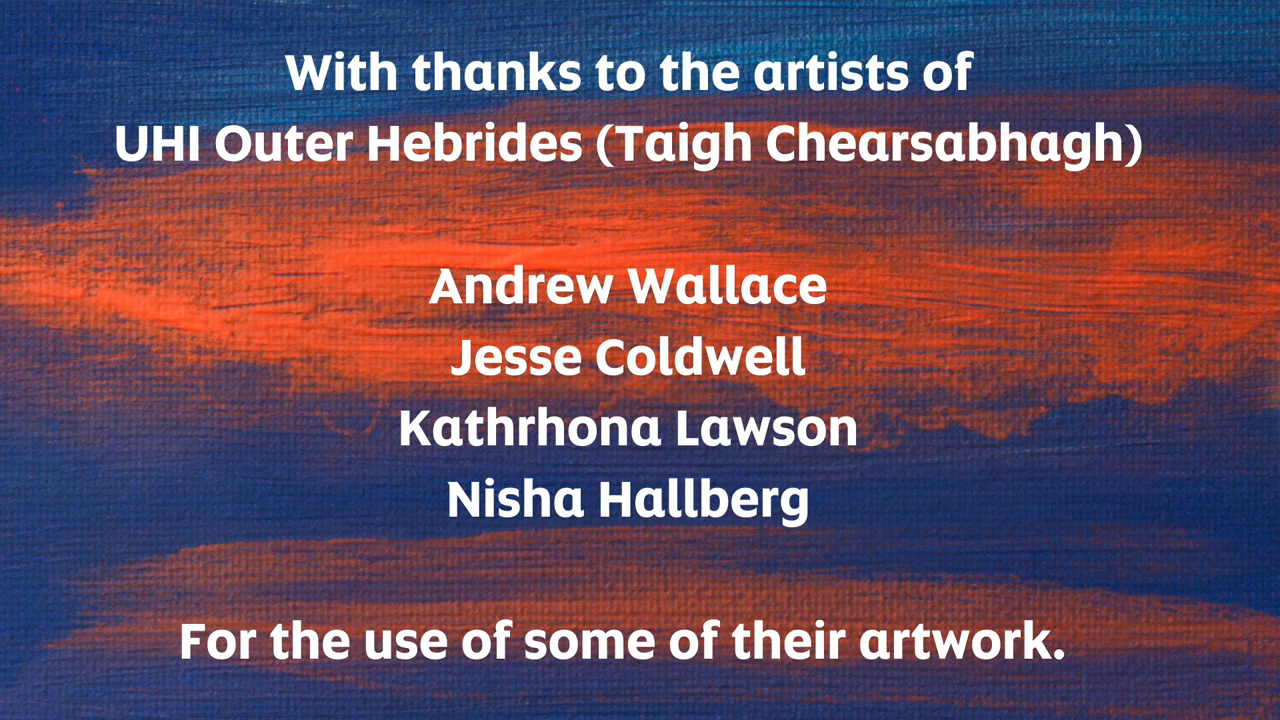 With thanks to the artists of
UHI Outer Hebrides (Taigh Chearsabhagh)
Andrew Wallace
Jesse Coldwell
Kathrhona Lawson
Nisha Hallberg
For the use of some of their artwork.